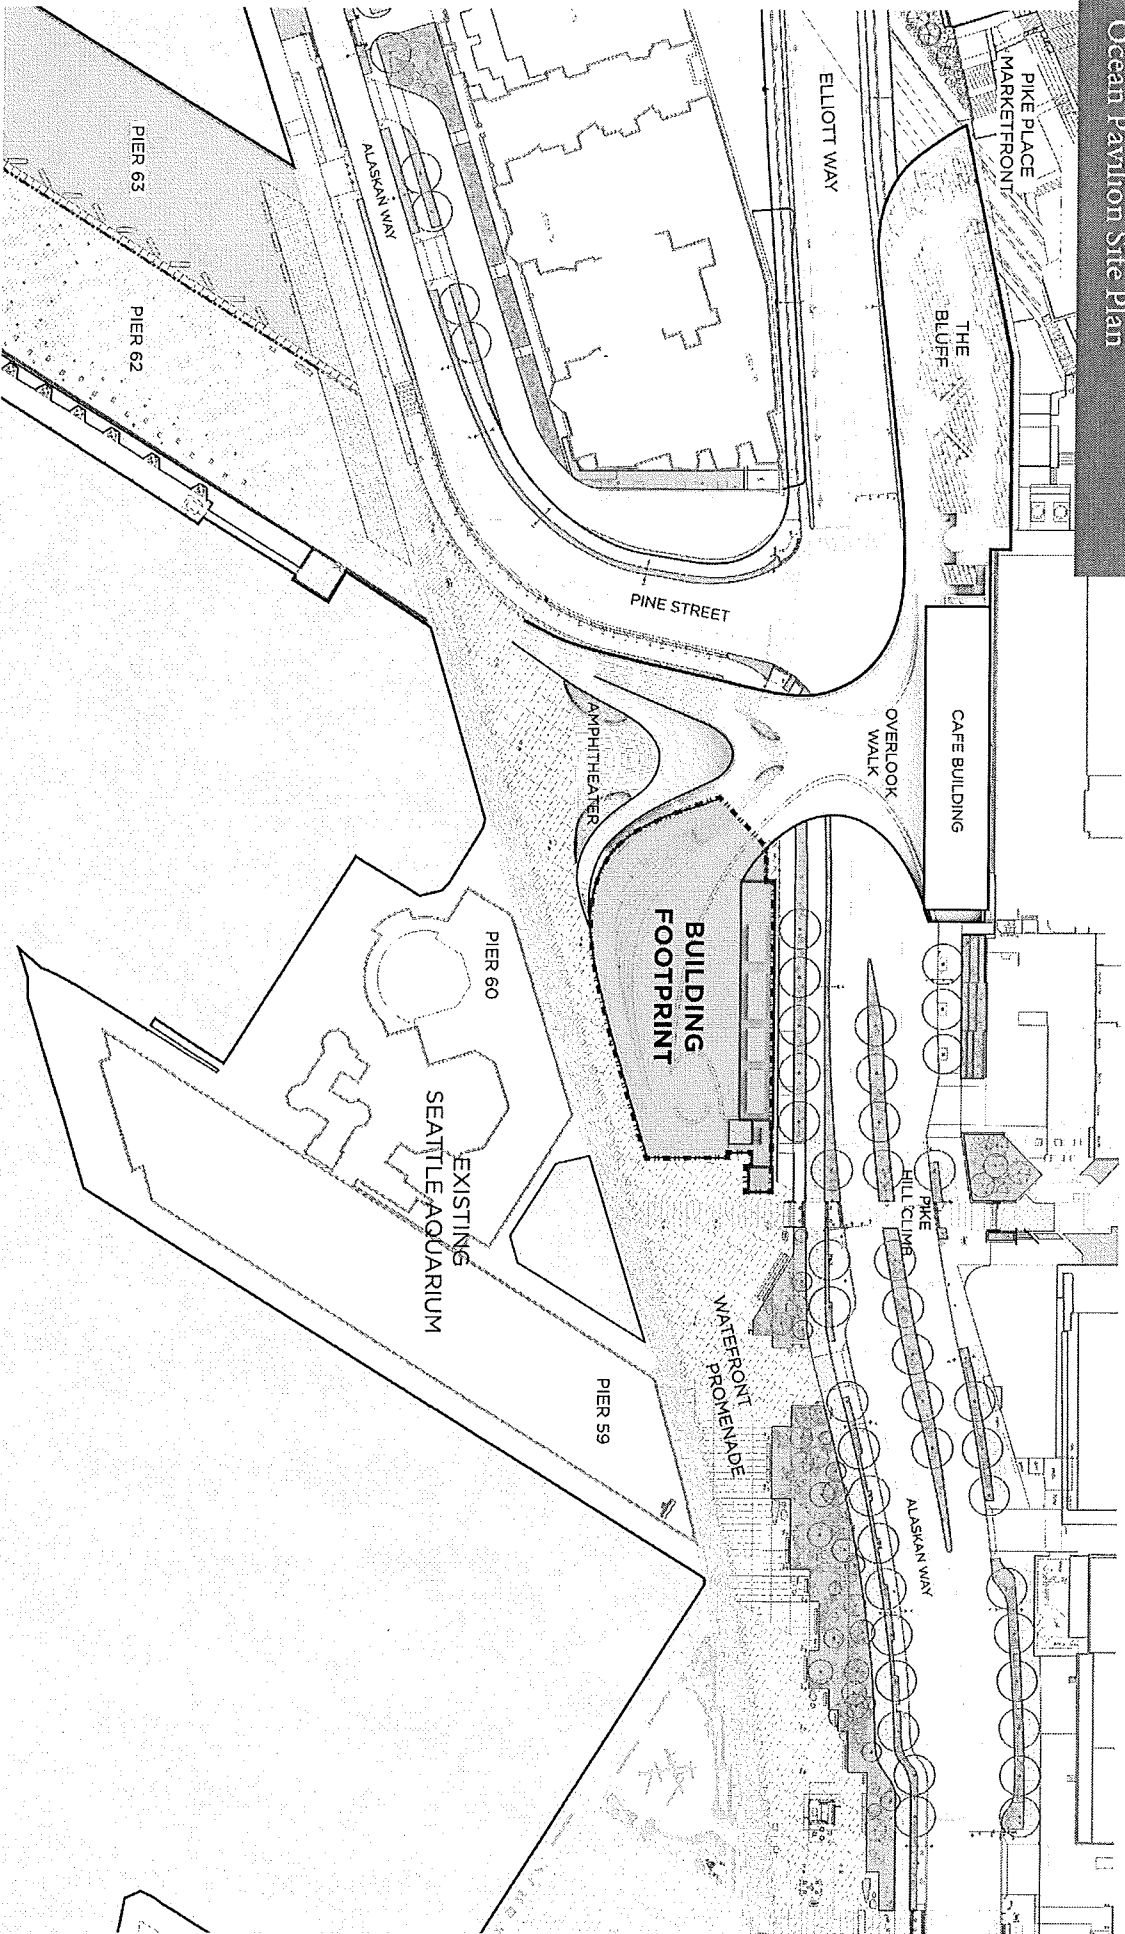 Ocean Pavilion Site Plan
PIKE PLACE
MARKETFRONT
ELLIOTT WAY
THE
BLUFF
ALASKAN WAY
PIER 63
PIER 62
PINE STREET
CAFE BUILDING
OVERLOOK
WALK
AMPHITHEATER
BUILDING
FOOTPRINT
PIER 60
EXISTING
SEATTLE AQUARIUM
PIKE
HILL CLIMB
WATEFRONT
PROMENADE
PIER 59
ALASKAN WAY